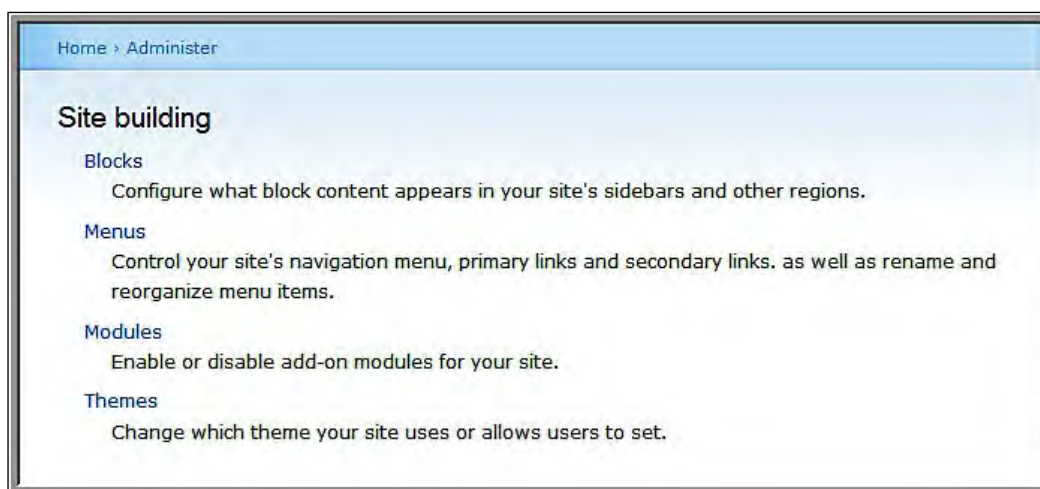 Home › Administer
Site building
Blocks
Configure what block content appears in your site's sidebars and other regions.
Menus
Control your site's navigation menu, primary links and secondary links. as well as rename and
reorganize menu items.
Modules
Enable or disable add-on modules for your site.
Themes
Change which theme your site uses or allows users to set.